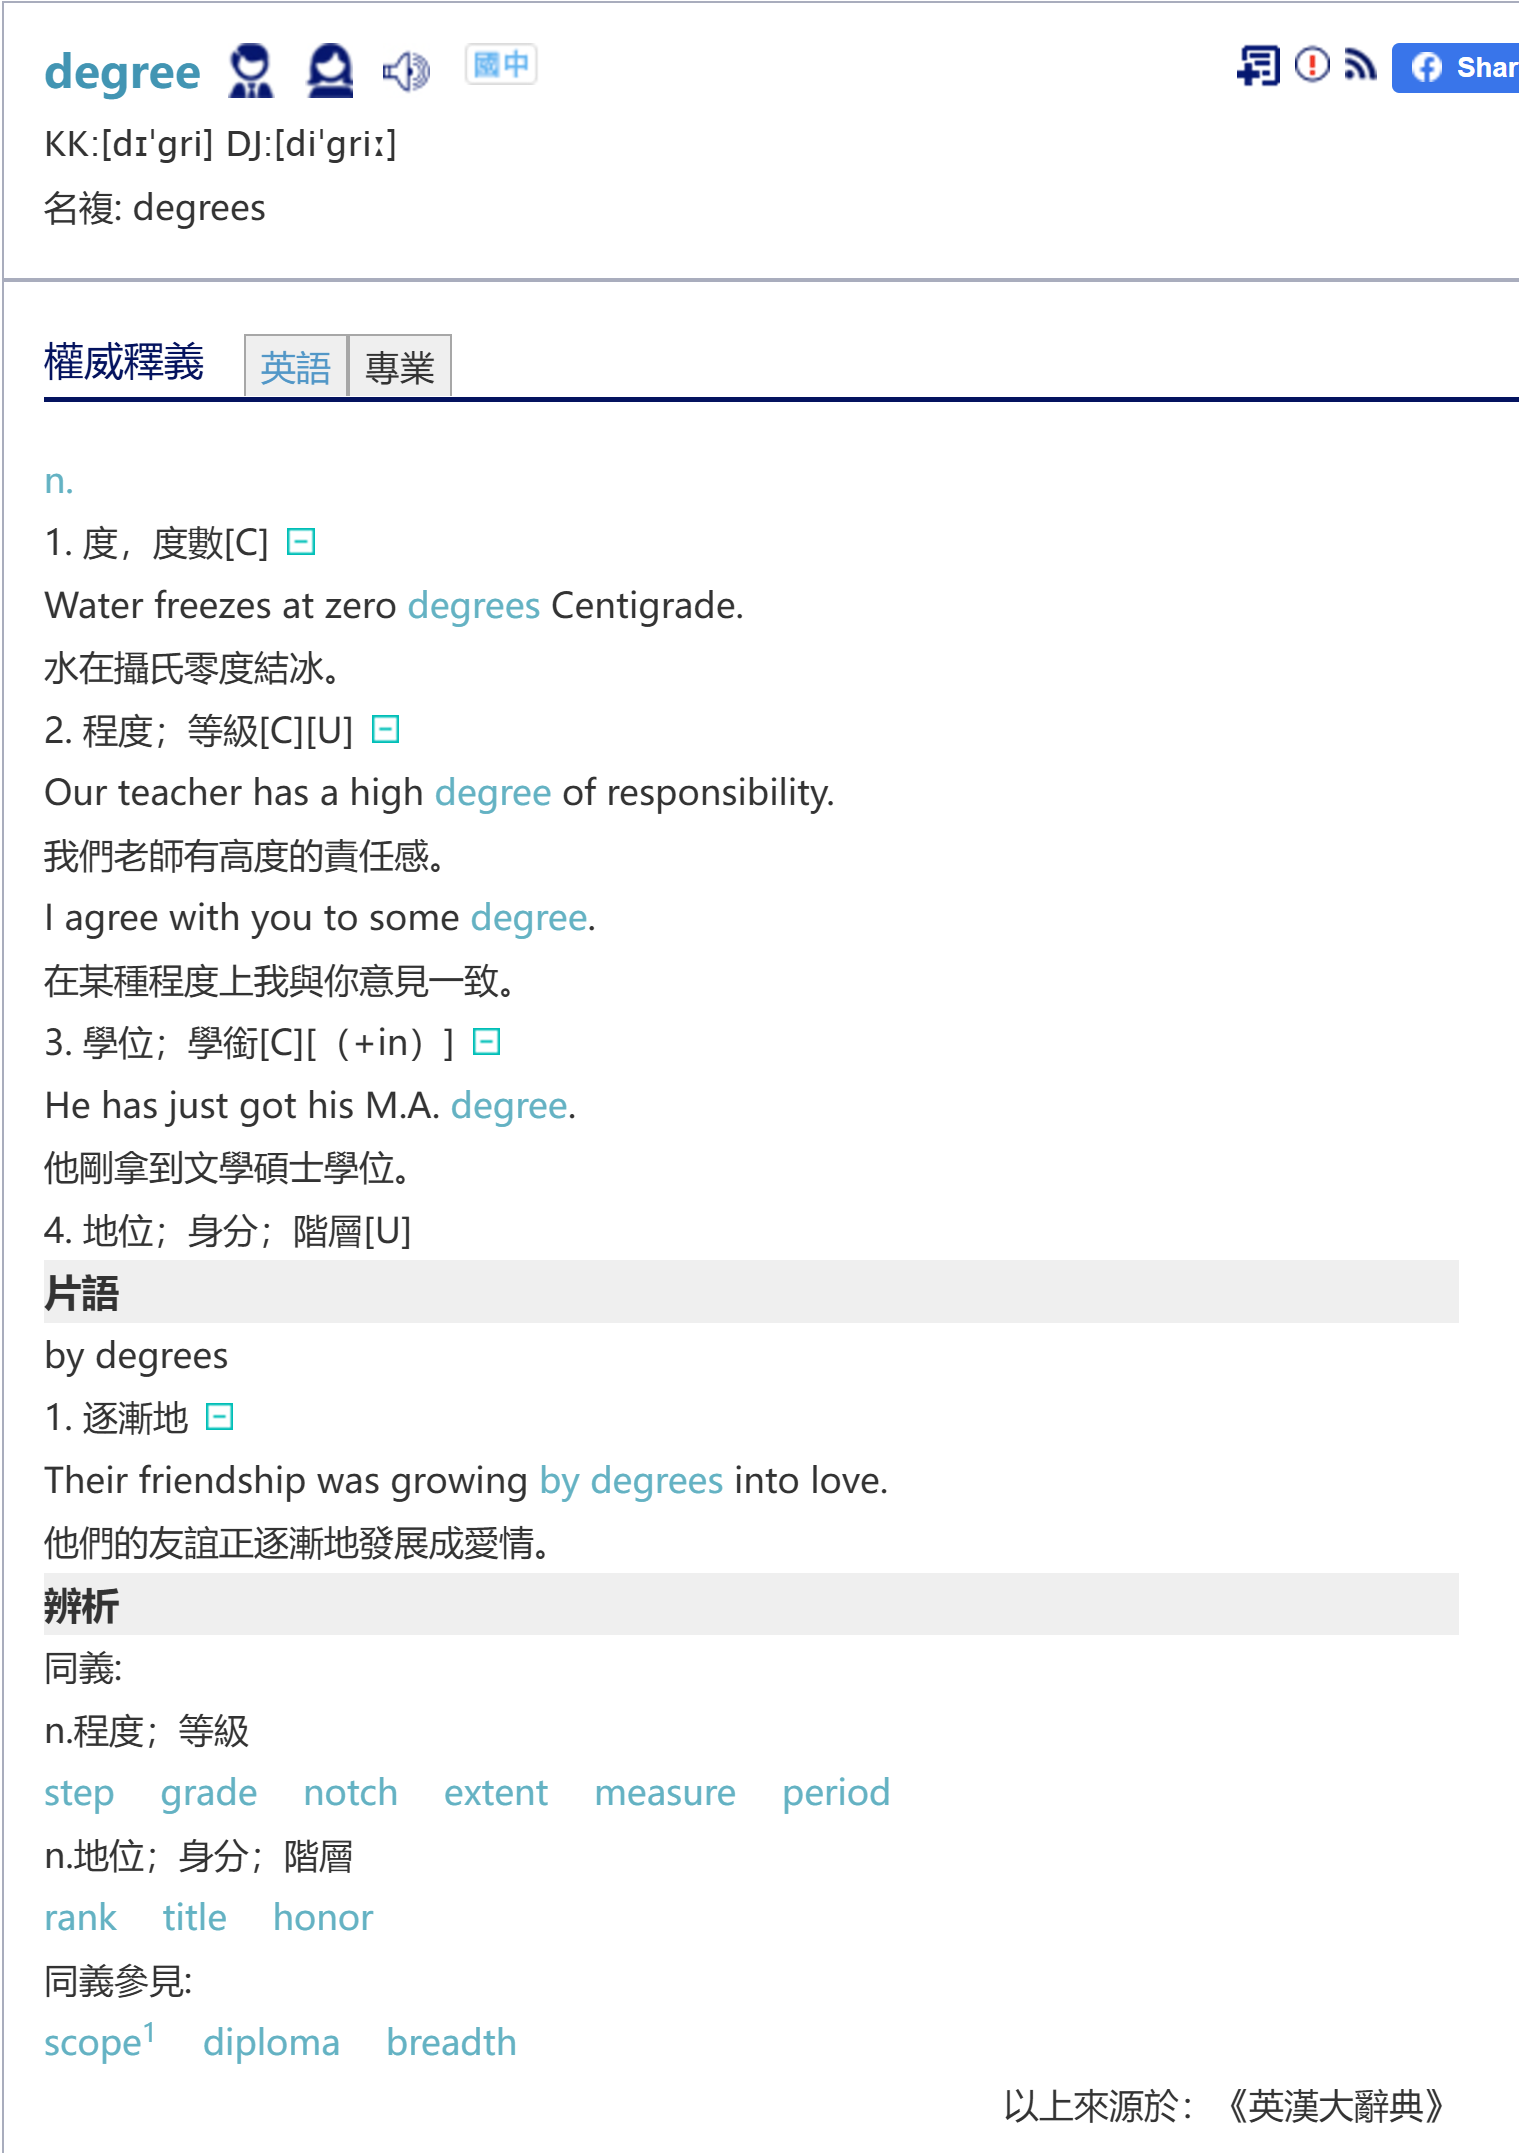 degree 國中 Shar
KK:[dɪˈgri] DJ:[diˈgriː]
名複: degrees
權威釋義 英語 專業
n.
1. 度，度數[C]
Water freezes at zero degrees Centigrade.
水在攝氏零度結冰。
2. 程度；等級[C][U]
Our teacher has a high degree of responsibility.
我們老師有高度的責任感。
I agree with you to some degree.
在某種程度上我與你意見一致。
3. 學位；學銜[C][（+in）]
He has just got his M.A. degree.
他剛拿到文學碩士學位。
4. 地位；身分；階層[U]
片語
by degrees
1. 逐漸地
Their friendship was growing by degrees into love.
他們的友誼正逐漸地發展成愛情。
辨析
同義:
n.程度；等級
step grade notch extent measure period
n.地位；身分；階層
rank title honor
同義參見:
scope¹ diploma breadth
以上來源於：《英漢大辭典》